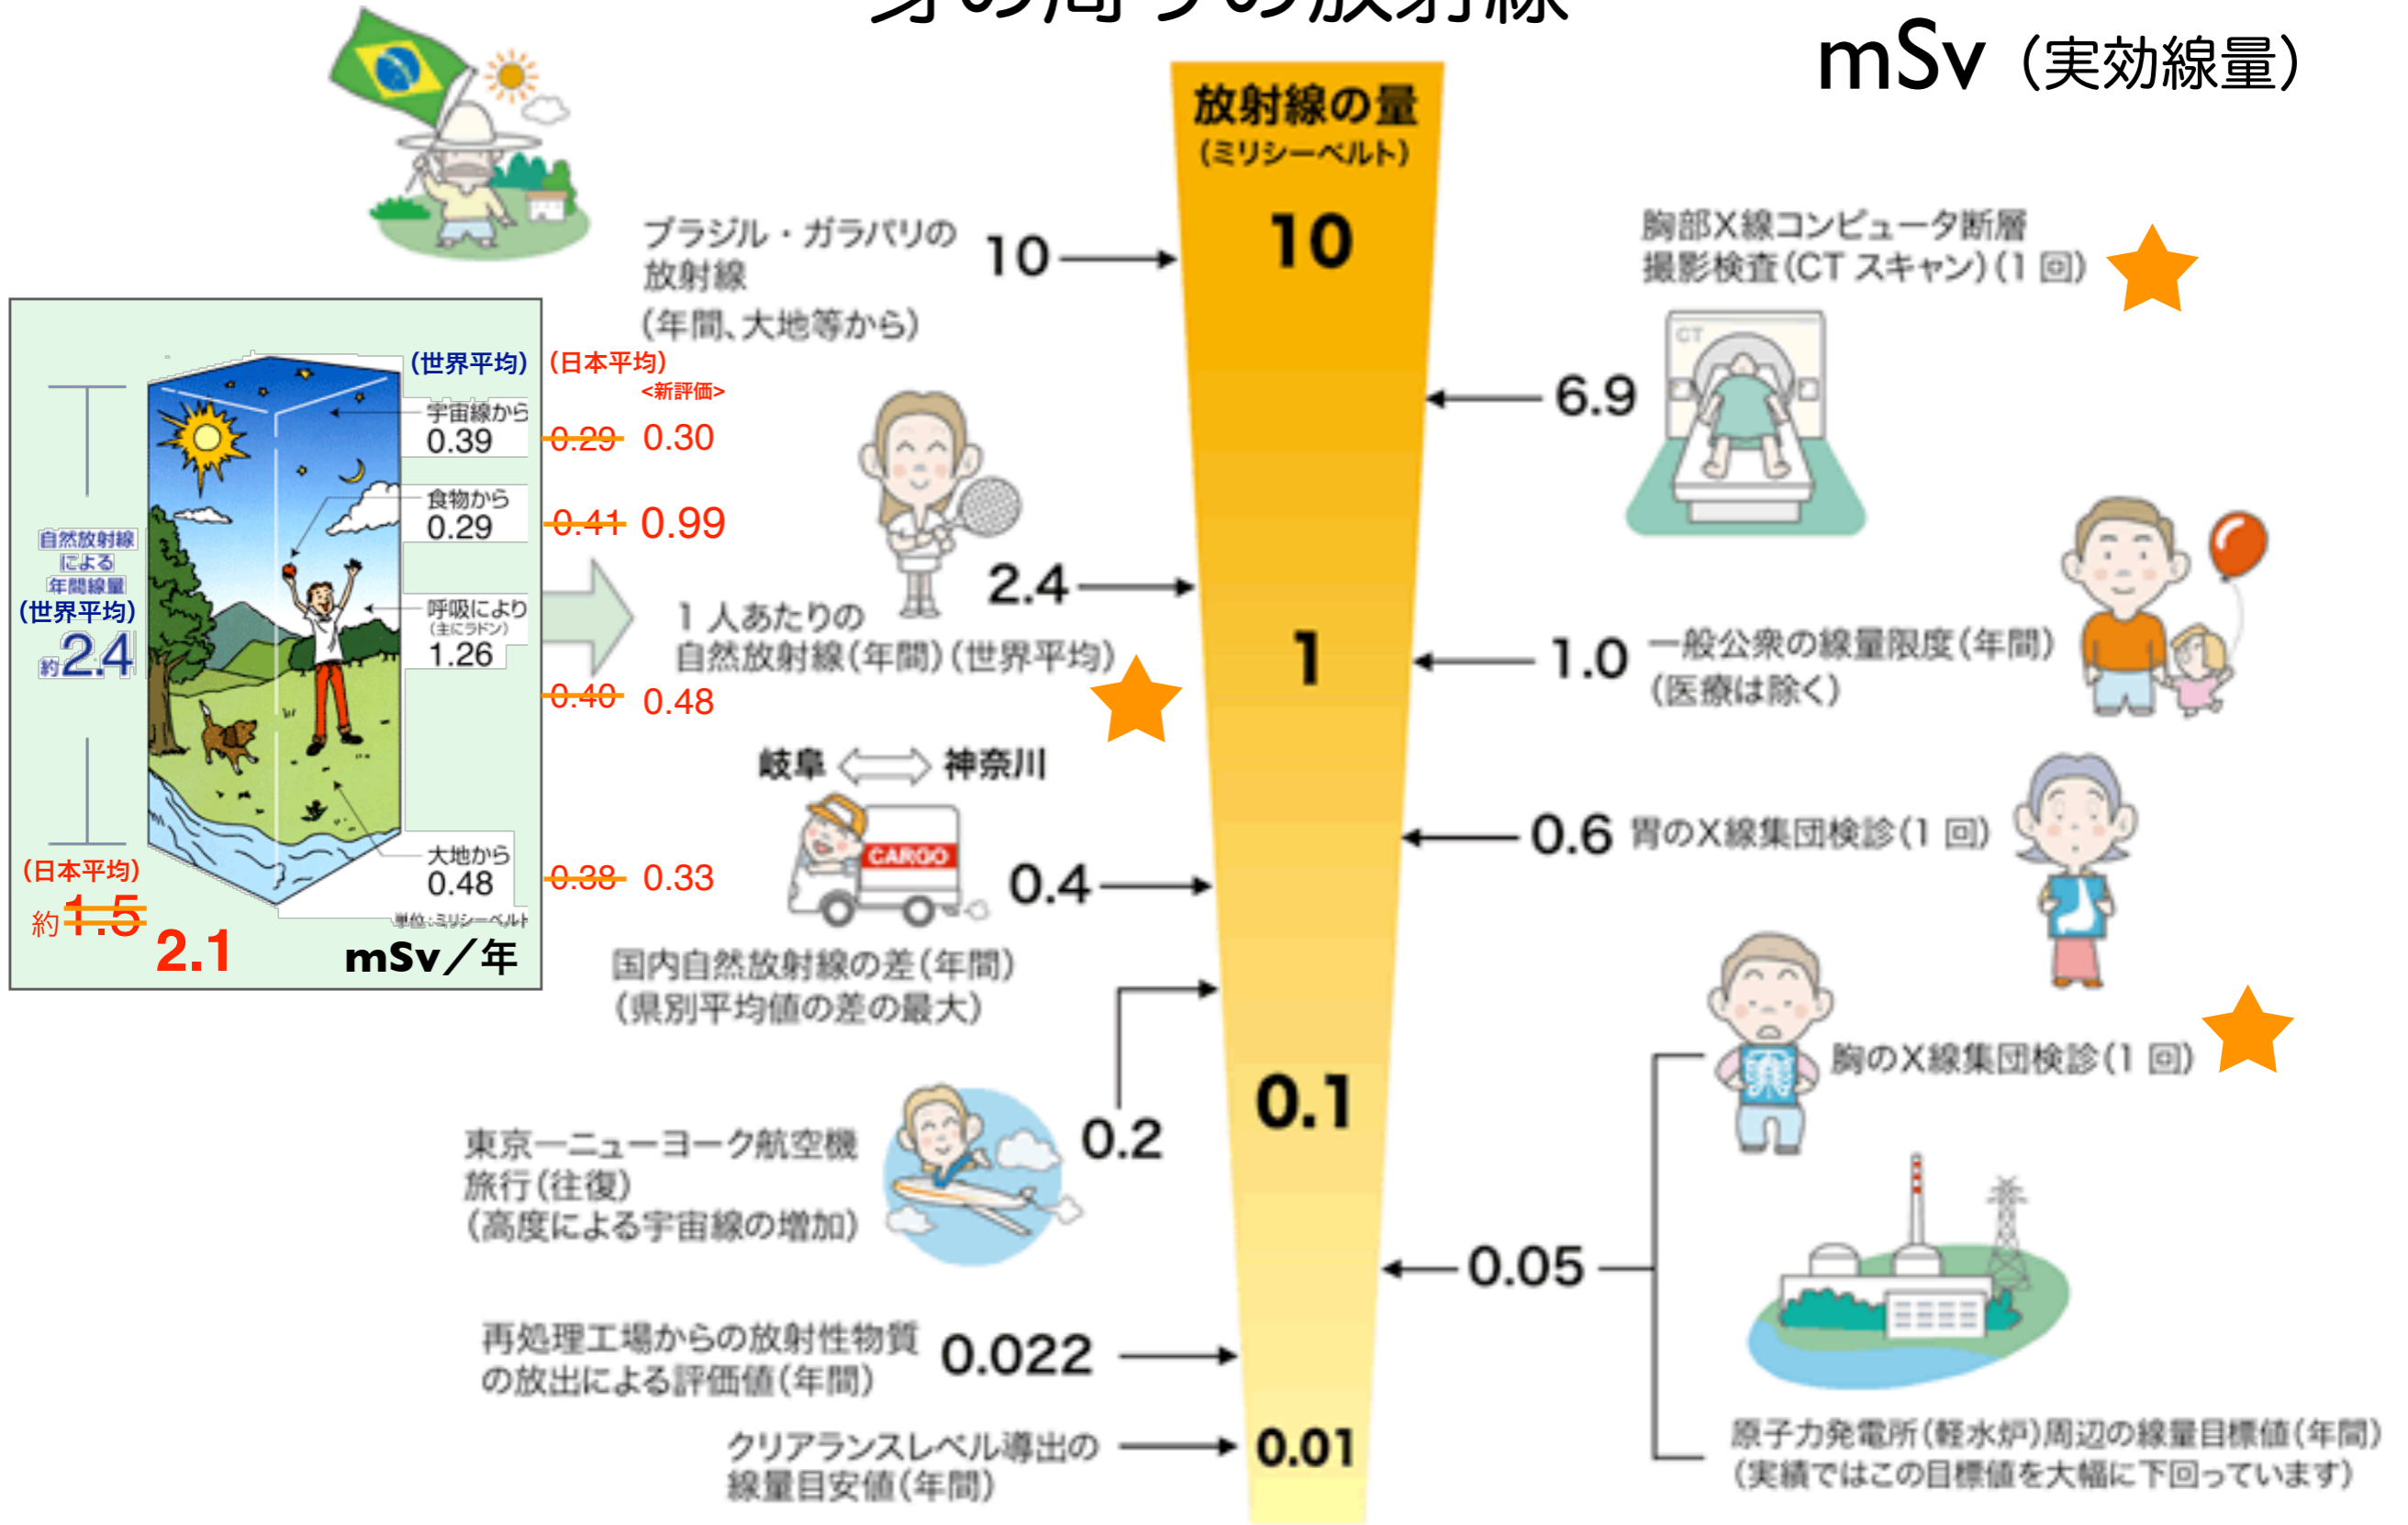 身の周りの放射線
mSv（実効線量）
放射線の量
（ミリシーベルト）
10
1
0.1
0.01
ブラジル・ガラパリの
放射線
（年間、大地等から）
10
（世界平均）
（日本平均）
<新評価>
宇宙線から
0.39
0.29 0.30
食物から
0.29
0.41 0.99
呼吸により
（主にラドン）
1.26
0.40 0.48
大地から
0.48
0.38 0.33
単位：ミリシーベルト
mSv／年
自然放射線
による
年間線量
（世界平均）
約2.4
（日本平均）
約1.5
2.1
1人あたりの
自然放射線（年間）（世界平均）
2.4
岐阜 神奈川
CARGO
0.4
国内自然放射線の差（年間）
（県別平均値の差の最大）
東京―ニューヨーク航空機
旅行（往復）
（高度による宇宙線の増加）
0.2
再処理工場からの放射性物質
の放出による評価値（年間）
0.022
クリアランスレベル導出の
線量目安値（年間）
胸部X線コンピュータ断層
撮影検査（CTスキャン）（1回）
CT
6.9
1.0
一般公衆の線量限度（年間）
（医療は除く）
0.6 胃のX線集団検診（1回）
胸のX線集団検診（1回）
0.05
原子力発電所（軽水炉）周辺の線量目標値（年間）
（実績ではこの目標値を大幅に下回っています）